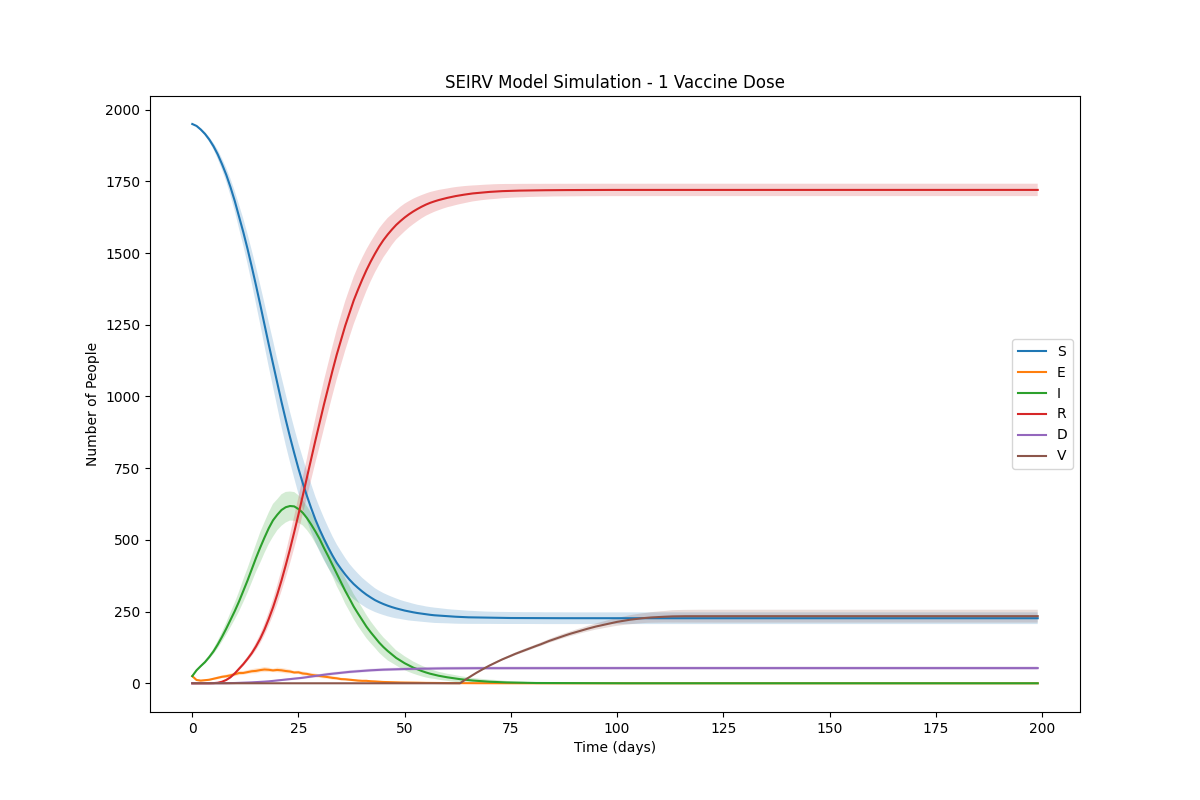 SEIRV Model Simulation - 1 Vaccine Dose
Number of People
2000
1750
1500
1250
1000
750
500
250
0
S
E
I
R
D
V
0 25 50 75 100 125 150 175 200
Time (days)